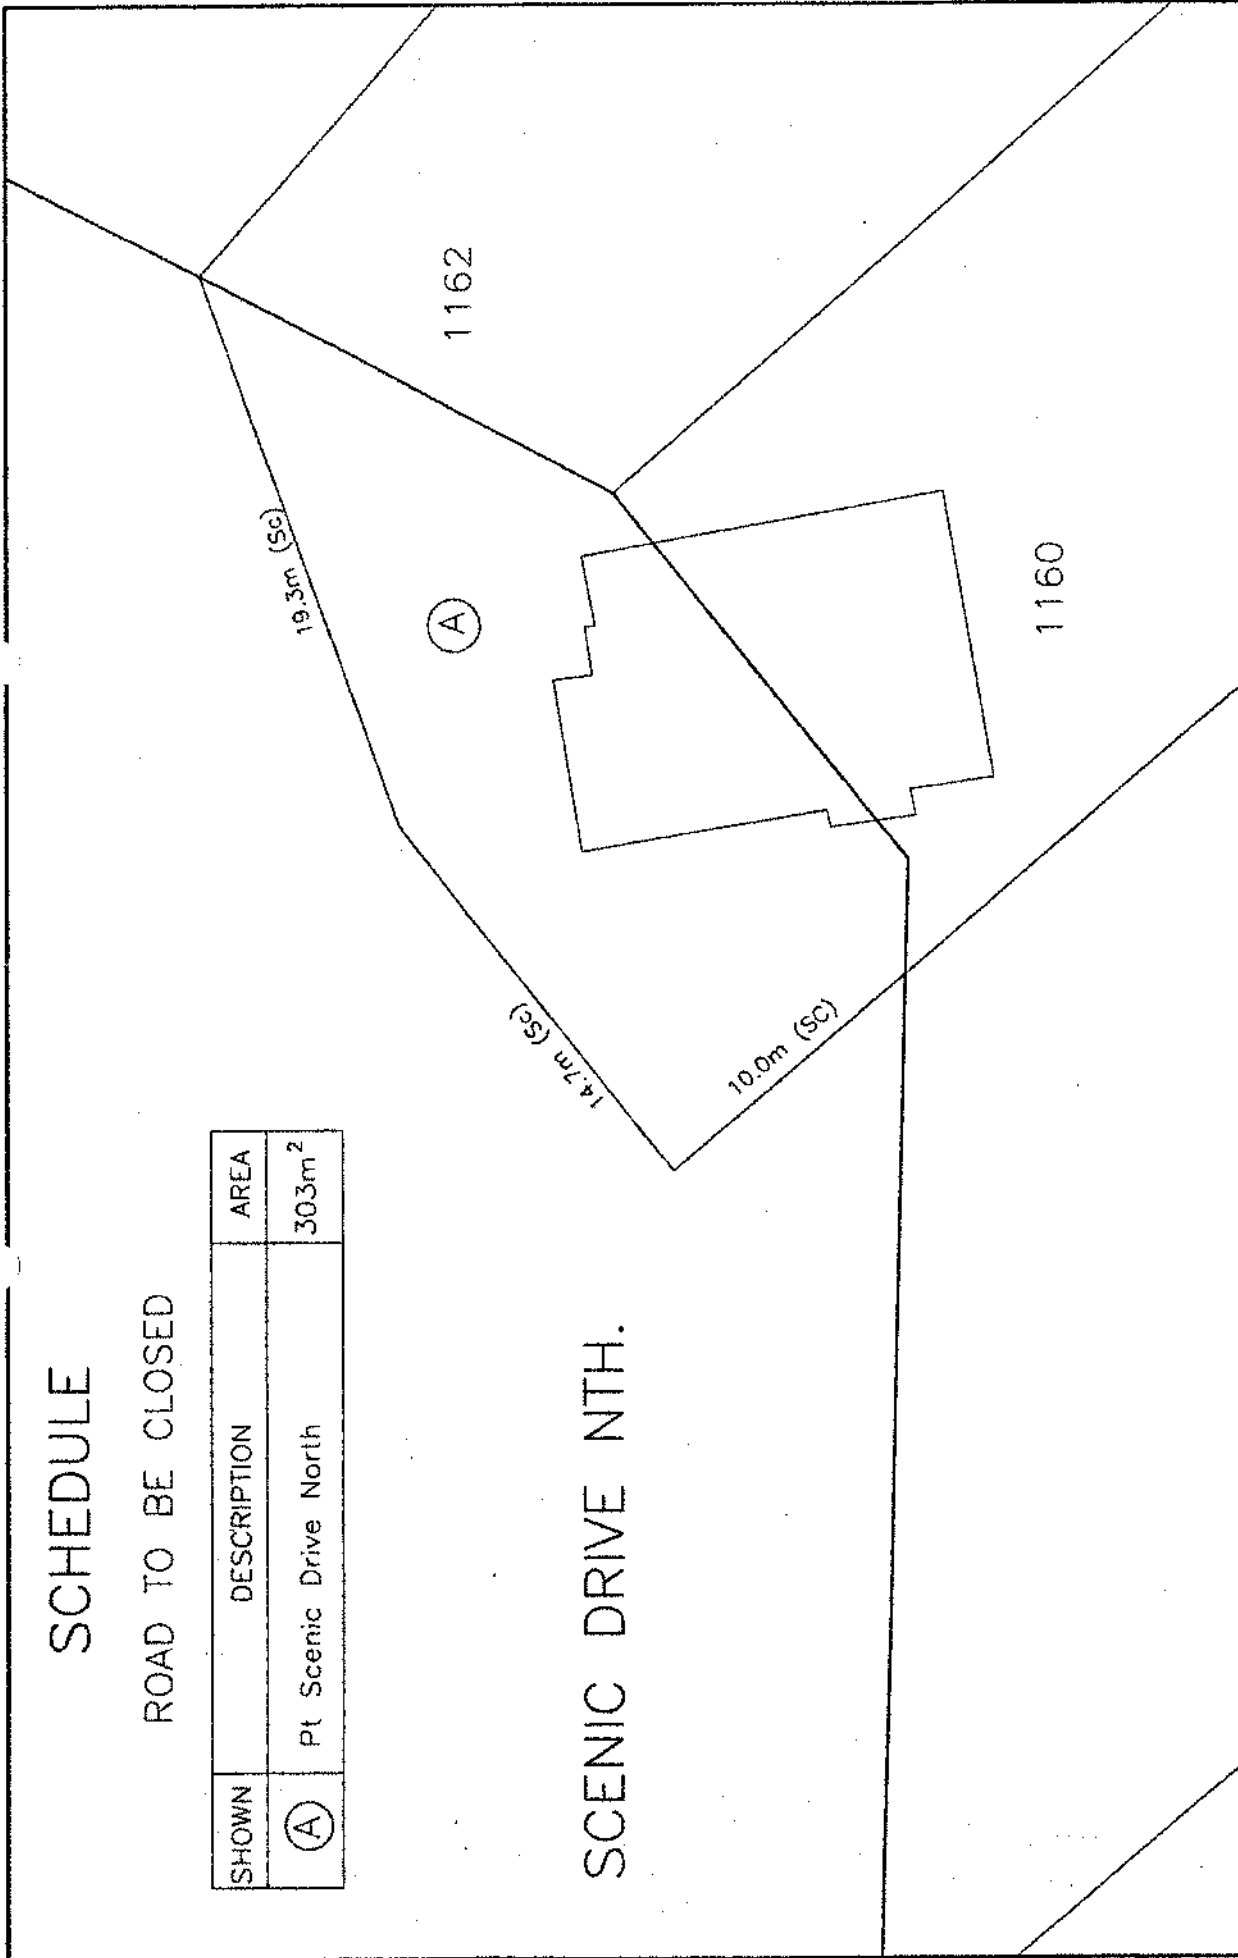 SCHEDULE
ROAD TO BE CLOSED
SHOWN DESCRIPTION AREA
A Pt Scenic Drive North 303m²
SCENIC DRIVE NTH.
19.3m (Sc)
14.7m (Sc)
10.0m (SC)
A
1162
1160